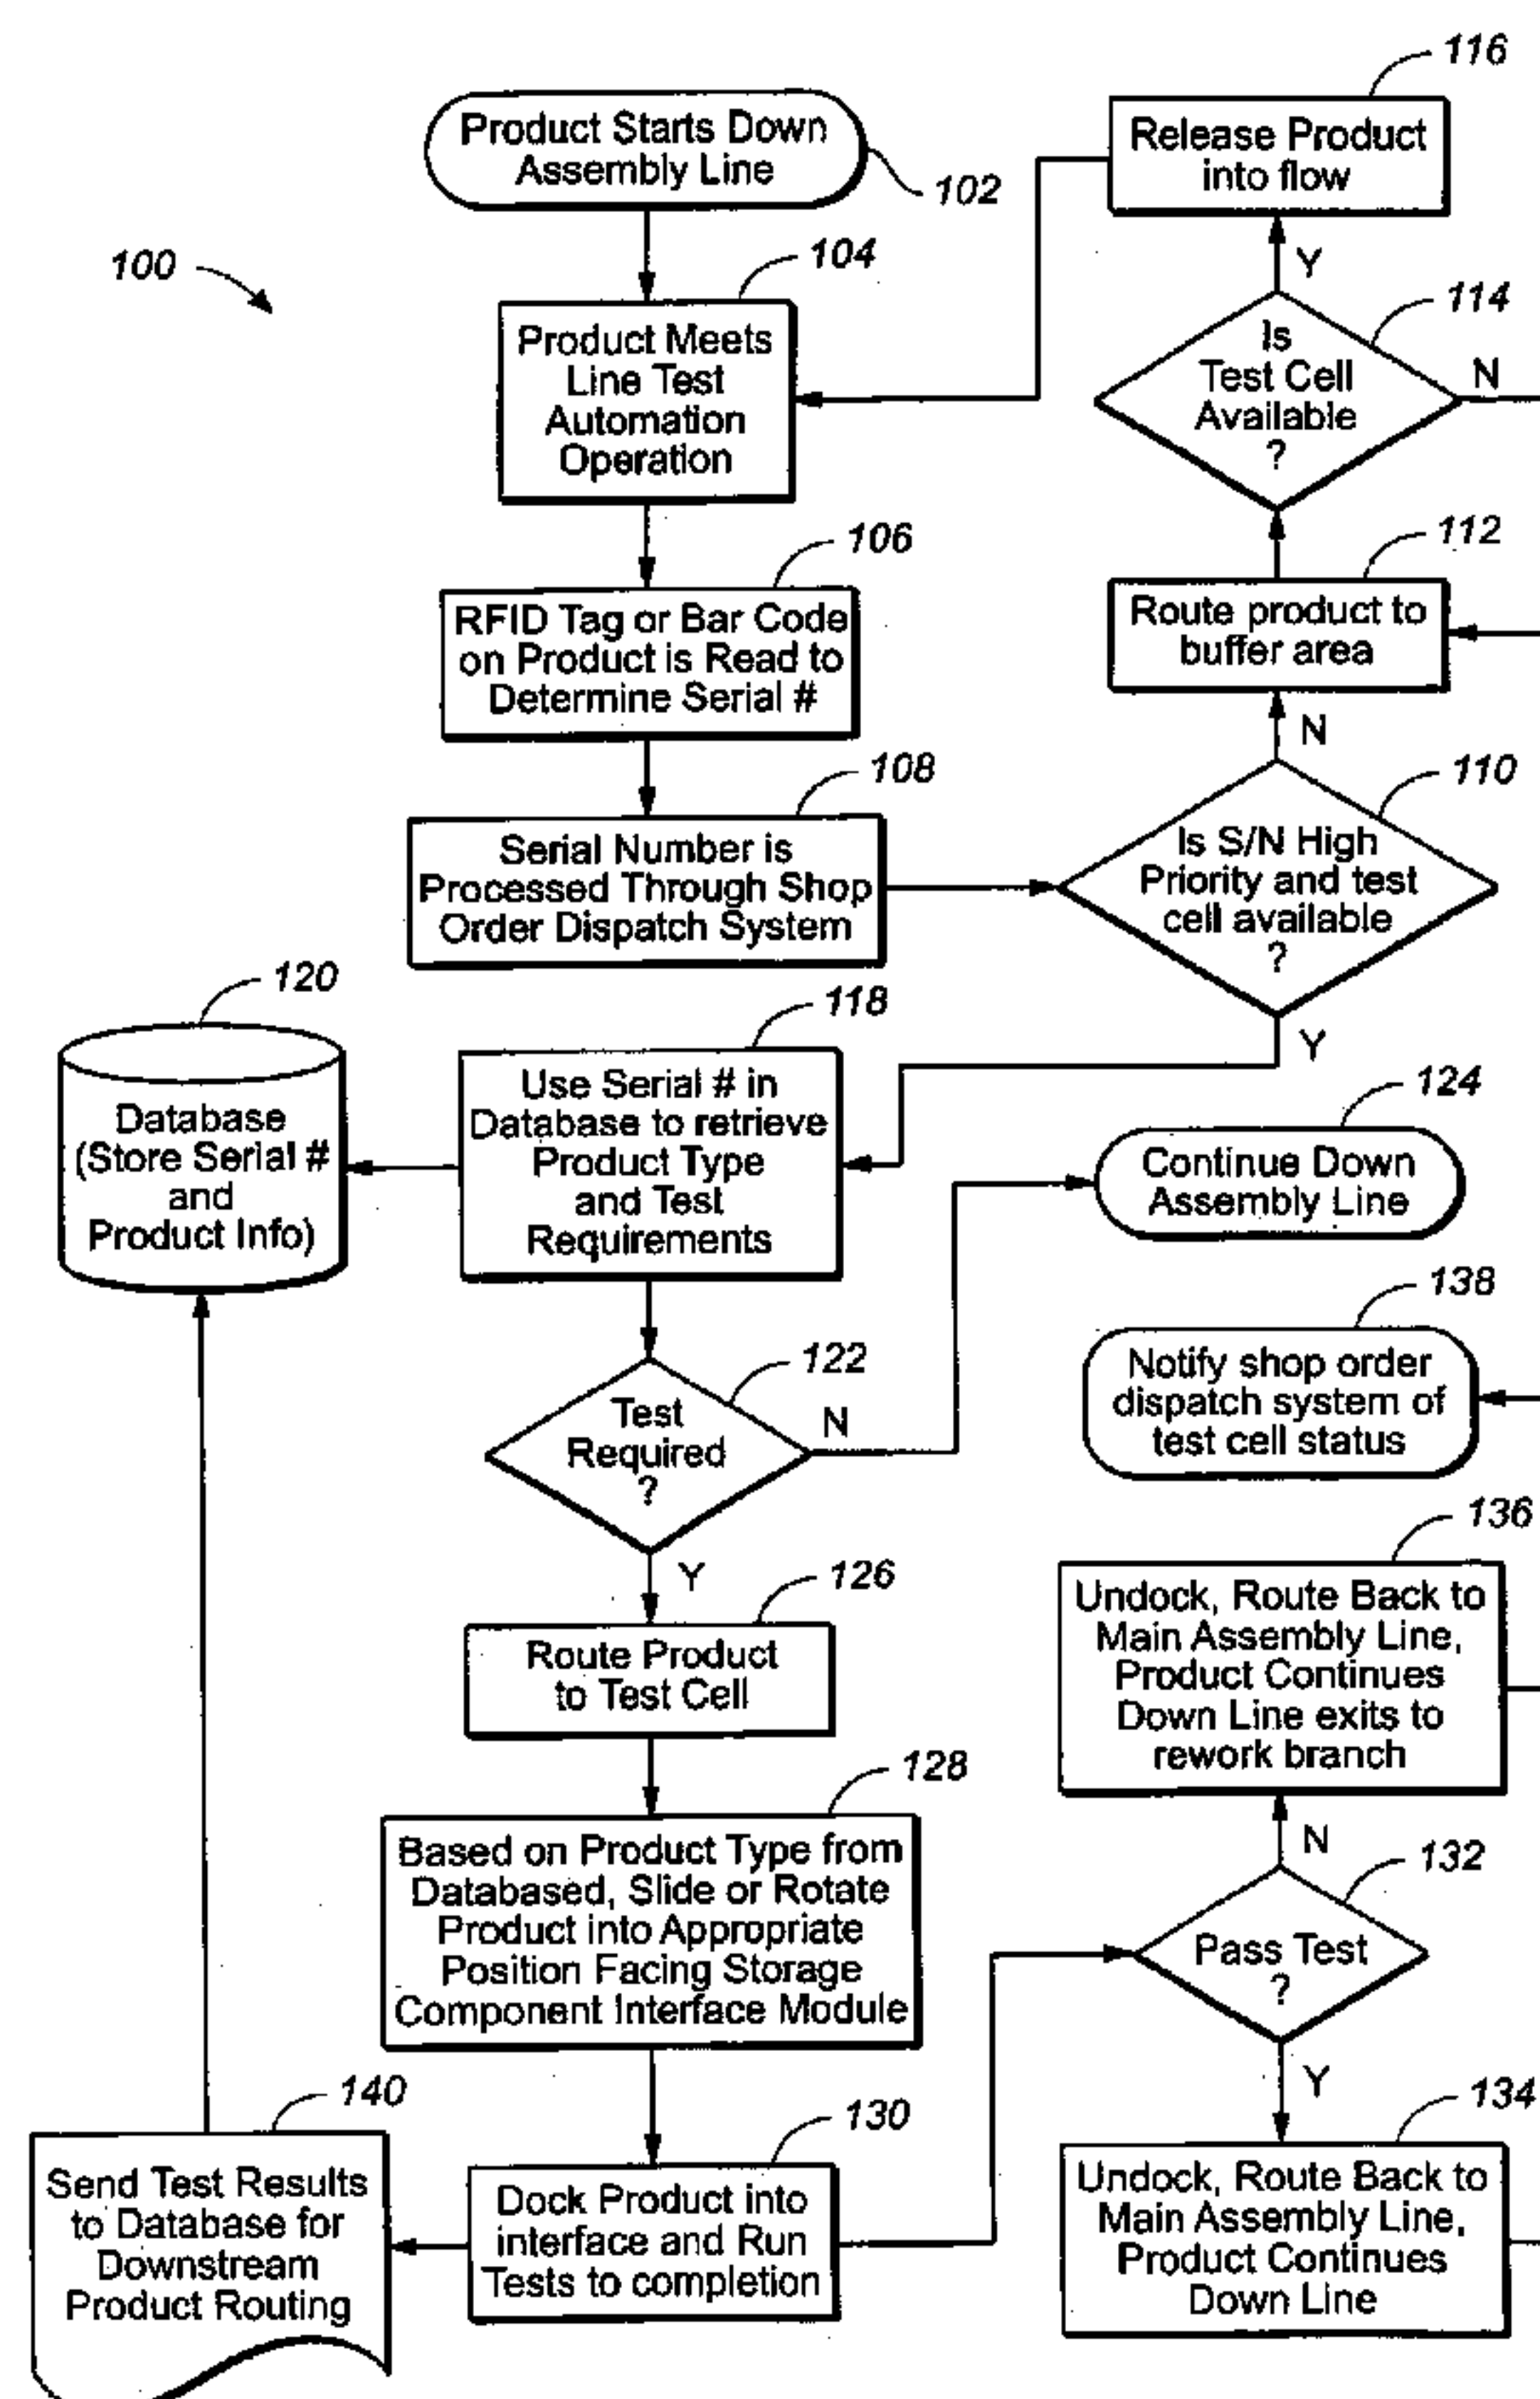 116
Product Starts Down
Assembly Line
102
Release Product
into flow
100
104
Y
114
Product Meets
Line Test
Automation
Operation
Is
Test Cell
Available
?
N
106
112
RFID Tag or Bar Code
on Product is Read to
Determine Serial #
Route product to
buffer area
N
108
110
Serial Number is
Processed Through Shop
Order Dispatch System
Is S/N High
Priority and test
cell available
?
120
118
Y
Database
(Store Serial #
and
Product Info)
Use Serial # in
Database to retrieve
Product Type
and Test
Requirements
124
Continue Down
Assembly Line
138
Notify shop order
dispatch system of
test cell status
122
Test
Required
?
N
136
Y
126
Undock, Route Back to
Main Assembly Line,
Product Continues
Down Line exits to
rework branch
Route Product
to Test Cell
128
Based on Product Type from
Databased, Slide or Rotate
Product into Appropriate
Position Facing Storage
Component Interface Module
N
132
Pass Test
?
Y
140
130
134
Send Test Results
to Database for
Downstream
Product Routing
Dock Product into
interface and Run
Tests to completion
Undock, Route Back to
Main Assembly Line,
Product Continues
Down Line